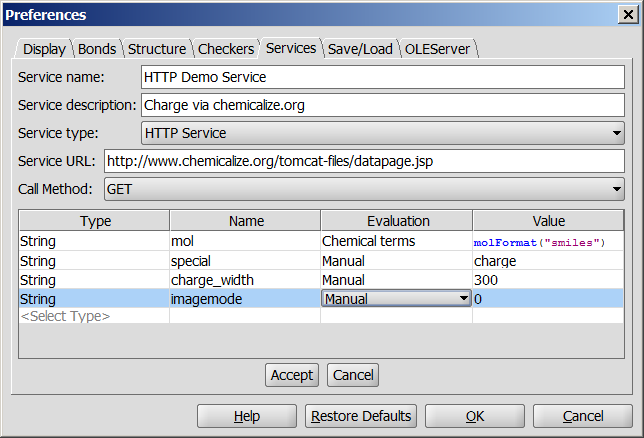 Preferences
Display Bonds Structure Checkers Services Save/Load OLEServer
Service name: HTTP Demo Service
Service description: Charge via chemicalize.org
Service type: HTTP Service
Service URL: http://www.chemicalize.org/tomcat-files/datapage.jsp
Call Method: GET
Type Name Evaluation Value
String mol Chemical terms molFormat("smiles")
String special Manual charge
String charge_width Manual 300
String imagemode Manual 0
<Select Type>
Accept Cancel
Help Restore Defaults OK Cancel